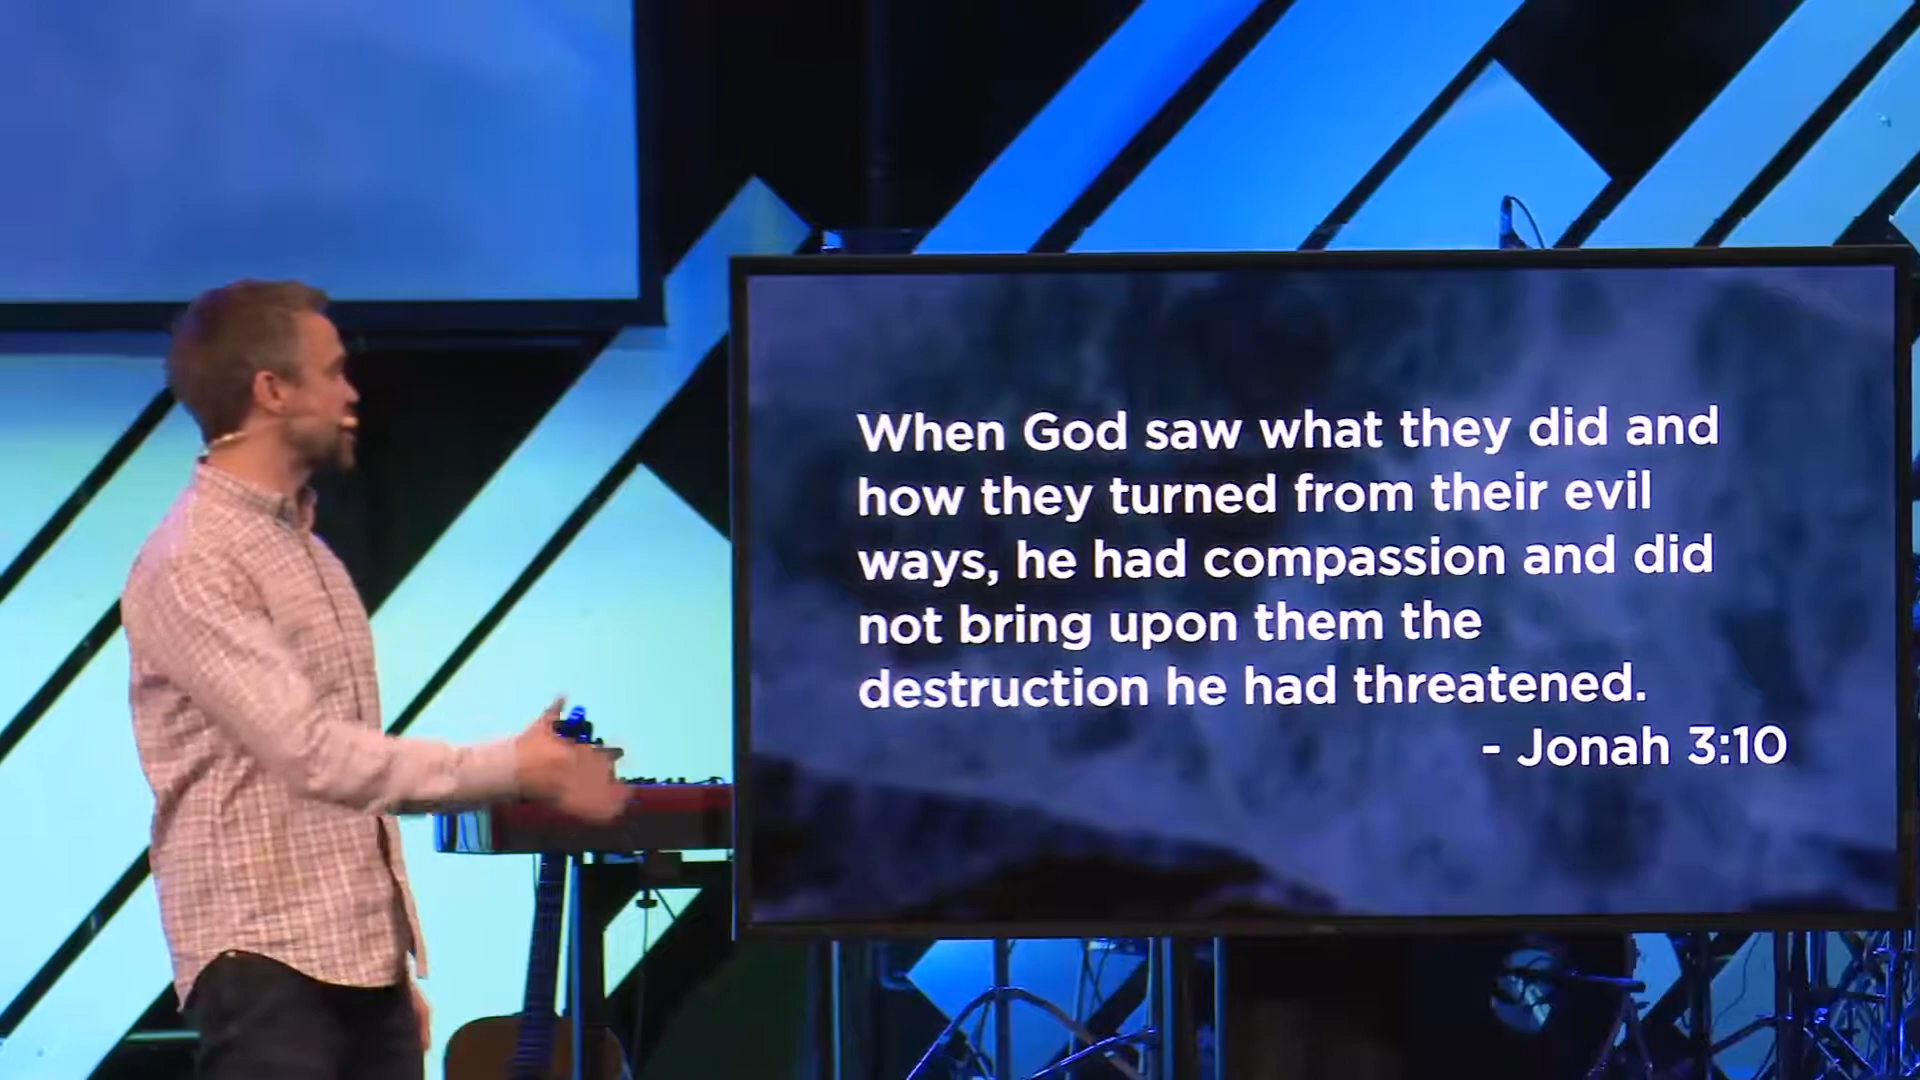 When God saw what they did and
how they turned from their evil
ways, he had compassion and did
not bring upon them the
destruction he had threatened.
- Jonah 3:10